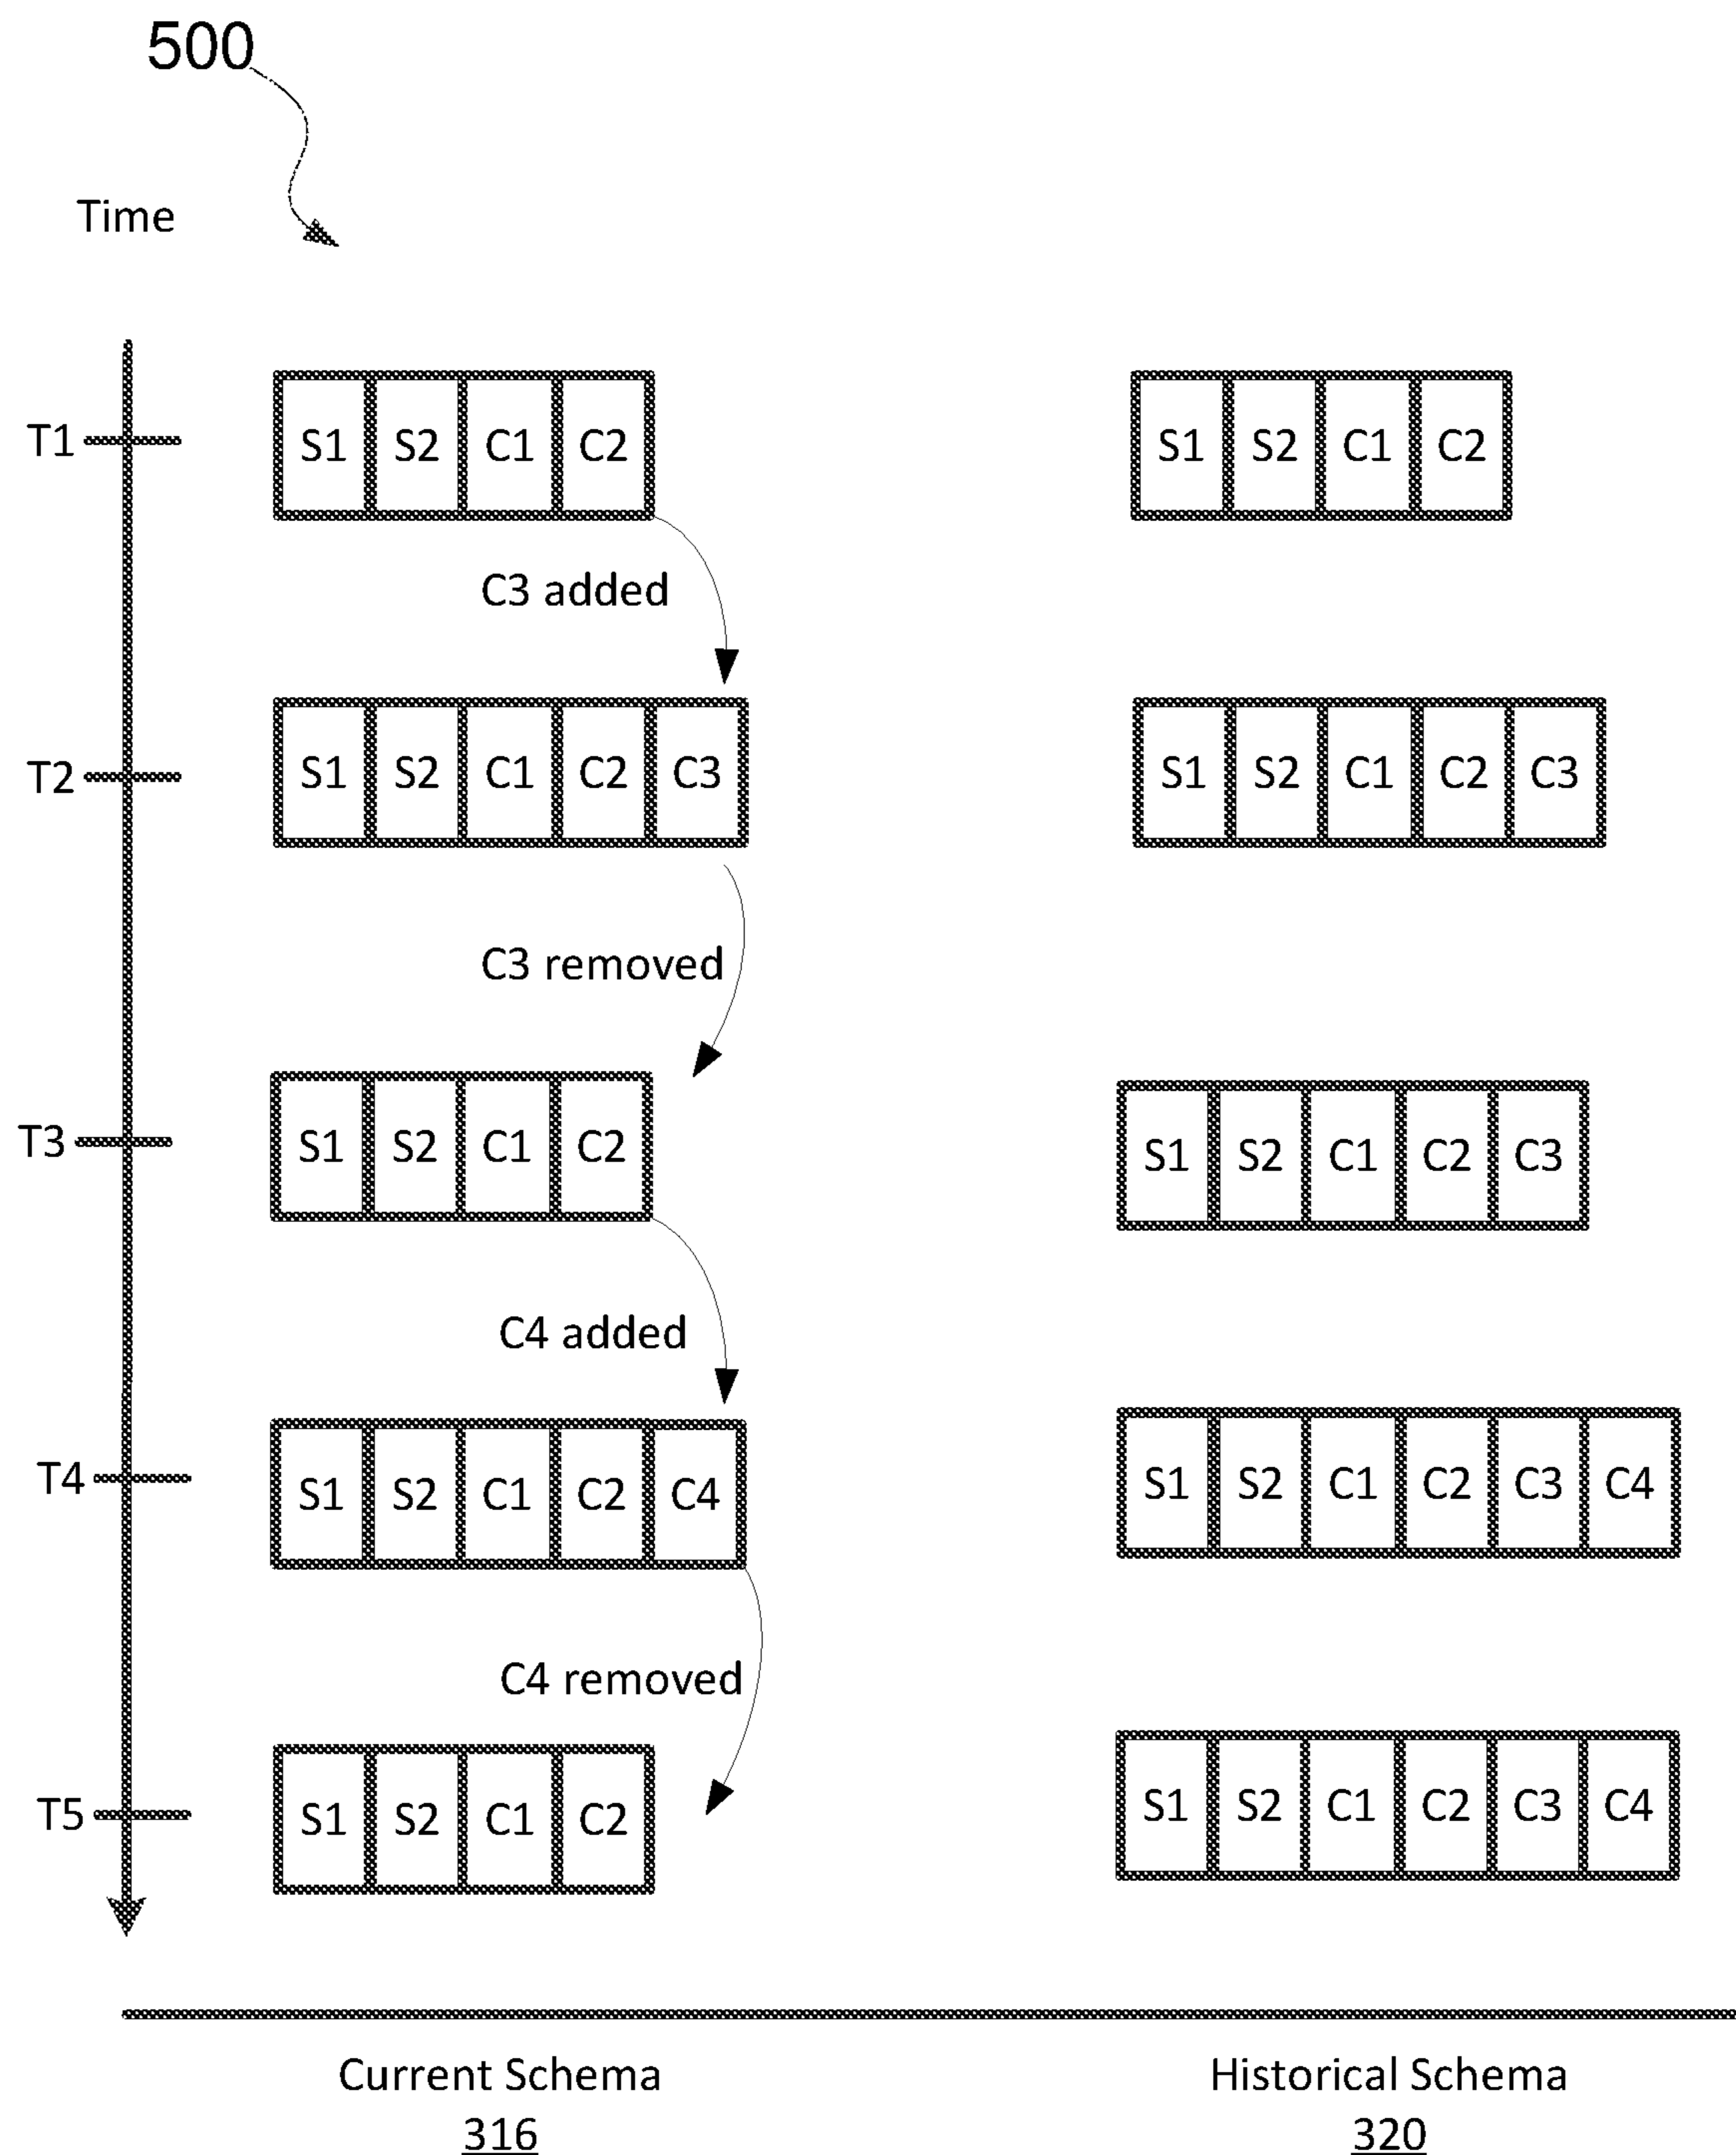 500
Time
T1
S1 S2 C1 C2
S1 S2 C1 C2
C3 added
T2
S1 S2 C1 C2 C3
S1 S2 C1 C2 C3
C3 removed
T3
S1 S2 C1 C2
S1 S2 C1 C2 C3
C4 added
T4
S1 S2 C1 C2 C4
S1 S2 C1 C2 C3 C4
C4 removed
T5
S1 S2 C1 C2
S1 S2 C1 C2 C3 C4
Current Schema
316
Historical Schema
320